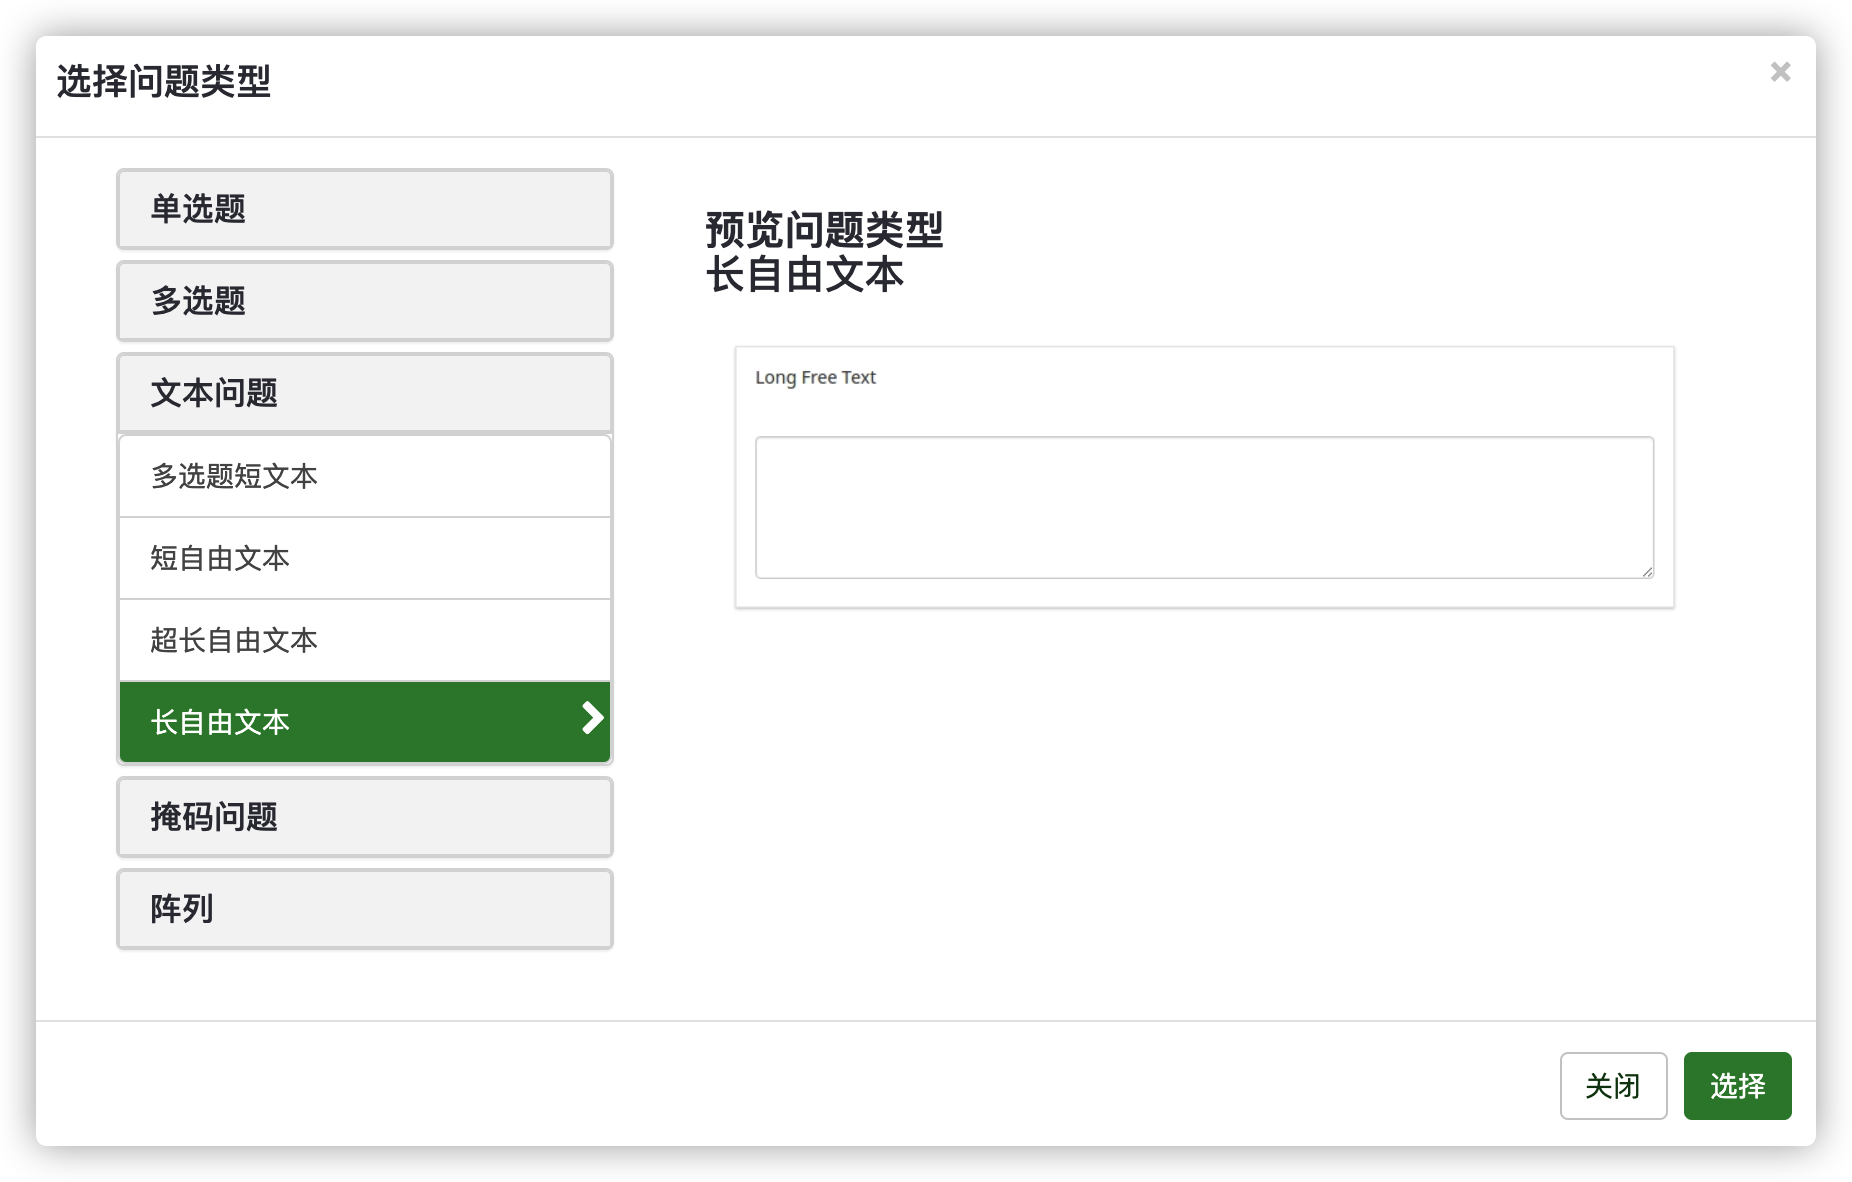 选择问题类型
单选题
多选题
文本问题
多选题短文本
短自由文本
超长自由文本
长自由文本
掩码问题
阵列
预览问题类型
长自由文本
Long Free Text
关闭
选择